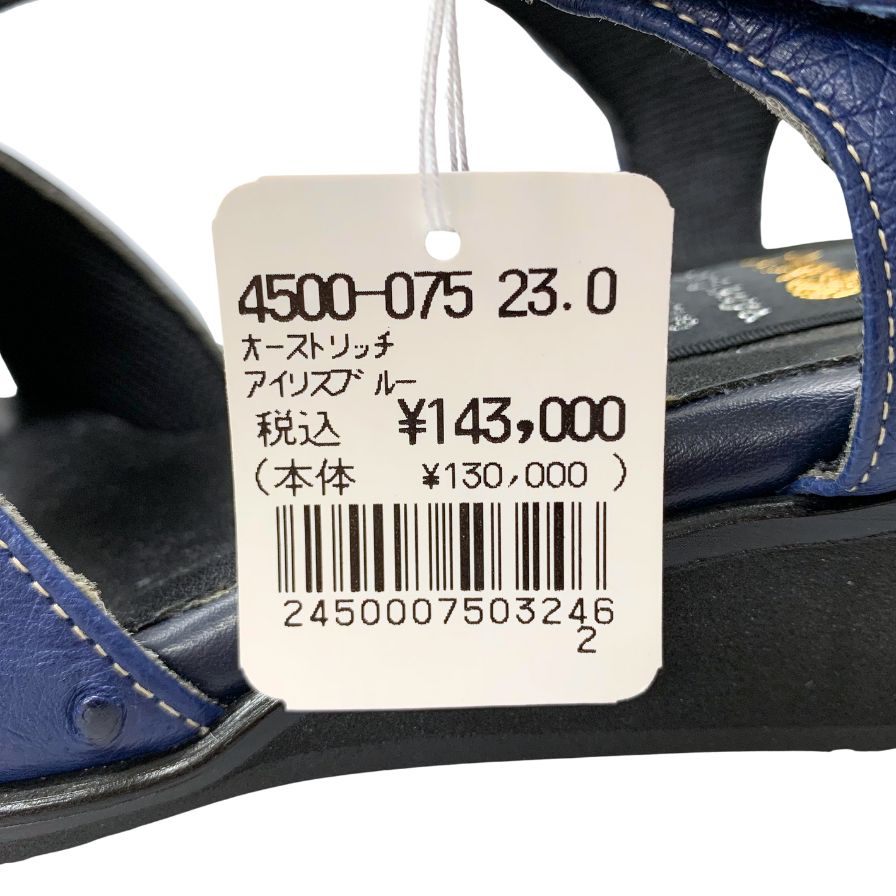 4500-075 23.0
オーストリッチ
アイリスブルー
税込 ¥143,000
(本体 ¥130,000 )
2450007503246
2